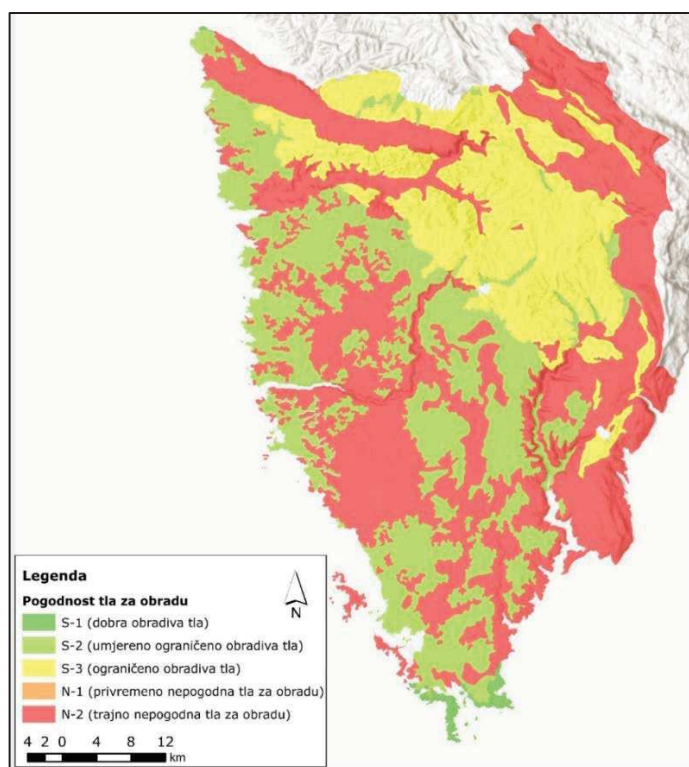 Legenda
Pogodnost tla za obradu
S-1 (dobra obradiva tla)
S-2 (umjereno ograničeno obradiva tla)
S-3 (ograničeno obradiva tla)
N-1 (privremeno nepogodna tla za obradu)
N-2 (trajno nepogodna tla za obradu)
N
4 2 0 4 8 12
km